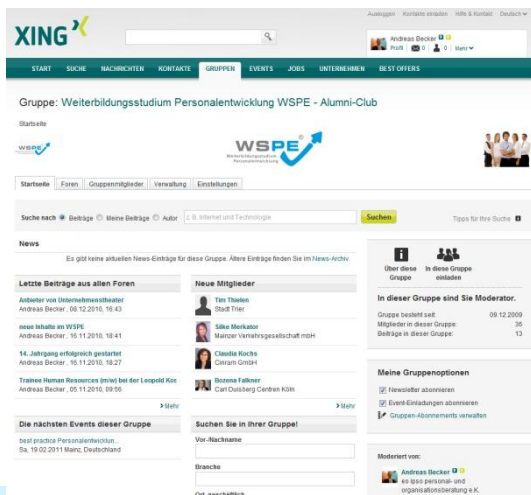 Ausloggen Kontakte einladen Hilfe & Kontakt Deutsch
XING
Andreas Becker
Profil 0 0 Mehr
START SUCHE NACHRICHTEN KONTAKTE GRUPPEN EVENTS JOBS UNTERNEHMEN BEST OFFERS
Gruppe: Weiterbildungsstudium Personalentwicklung WSPE - Alumni-Club
Startseite
WSPE
WSPE
Weiterbildungsstudium
Personalentwicklung
Startseite Foren Gruppenmitglieder Verwaltung Einstellungen
Suche nach Beiträge Meine Beiträge Autor z. B. Internet und Technologie Suchen Tipps für Ihre Suche
News
Es gibt keine aktuellen News-Einträge für diese Gruppe. Ältere Einträge finden Sie im News-Archiv.
Letzte Beiträge aus allen Foren
Anbieter von Unternehmenstheater
Andreas Becker, 08.12.2010, 16:43
neue Inhalte im WSPE
Andreas Becker, 16.11.2010, 18:41
14. Jahrgang erfolgreich gestartet
Andreas Becker, 16.11.2010, 18:27
Trainee Human Resources (m/w) bei der Leopold Kos
Andreas Becker, 05.11.2010, 09:56
Mehr
Die nächsten Events dieser Gruppe
best practice Personalentwicklun...
Sa, 19.02.2011 Mainz, Deutschland
Neue Mitglieder
Tim Thielen
Stadt Trier
Silke Merkator
Mainzer Verkehrsgesellschaft mbH
Claudia Kochs
Cinram GmbH
Bozena Falkner
Carl Duisberg Centren Köln
Mehr
Suchen Sie in Ihrer Gruppe!
Vor-/Nachname
Branche
Ort, geschäftlich
Über diese Gruppe
In diese Gruppe einladen
In dieser Gruppe sind Sie Moderator.
Gruppe besteht seit: 09.12.2009
Mitglieder in dieser Gruppe: 36
Beiträge in dieser Gruppe: 13
Meine Gruppenoptionen
Newsletter abonnieren
Event-Einladungen abonnieren
Gruppen-Abonnements verwalten
Moderiert von:
Andreas Becker
es ipso personal- und
organisationsberatung e.K.